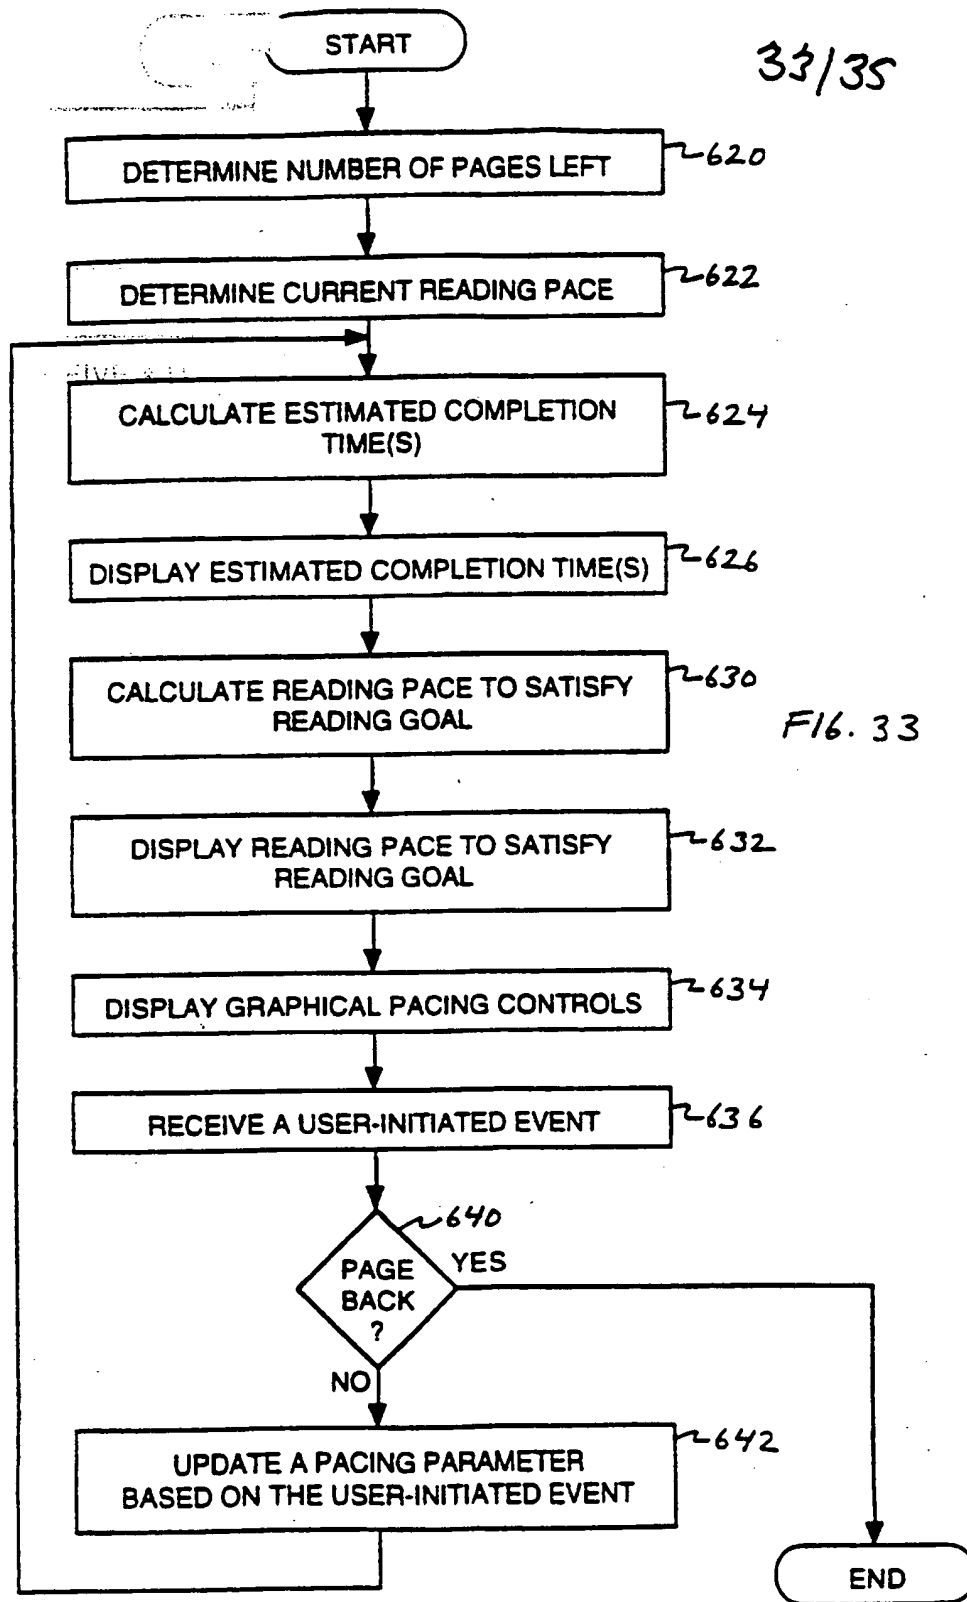 START
33/35
DETERMINE NUMBER OF PAGES LEFT
620
DETERMINE CURRENT READING PACE
622
CALCULATE ESTIMATED COMPLETION
TIME(S)
624
DISPLAY ESTIMATED COMPLETION TIME(S)
626
CALCULATE READING PACE TO SATISFY
READING GOAL
630
FIG. 33
DISPLAY READING PACE TO SATISFY
READING GOAL
632
DISPLAY GRAPHICAL PACING CONTROLS
634
RECEIVE A USER-INITIATED EVENT
636
640
PAGE
BACK
?
YES
NO
UPDATE A PACING PARAMETER
BASED ON THE USER-INITIATED EVENT
642
END